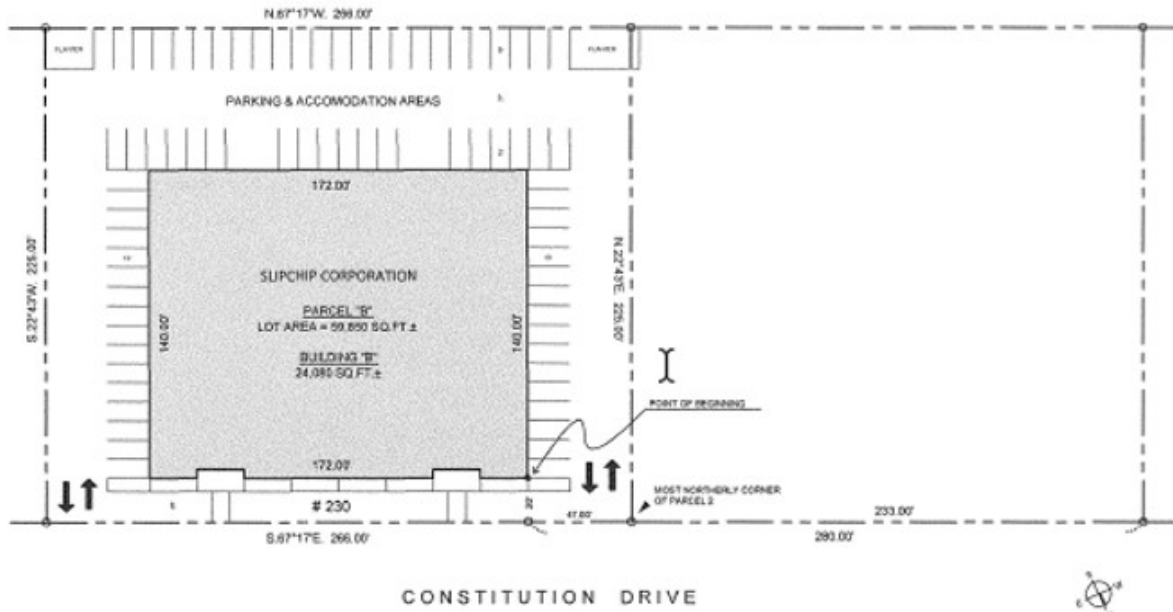 N.67°17'W. 266.00'
PLANTER
PLANTER
PARKING & ACCOMODATION AREAS
172.00'
S.22°43'W. 225.00'
N.22°43'E. 225.00'
140.00'
140.00'
SLIPCHIP CORPORATION
PARCEL "B"
LOT AREA = 59,850 SQ.FT.±
BUILDING "B"
24,080 SQ.FT.±
POINT OF BEGINNING
172.00'
# 230
MOST NORTHERLY CORNER
OF PARCEL 2
47.00'
233.00'
S.67°17'E. 266.00'
280.00'
CONSTITUTION DRIVE